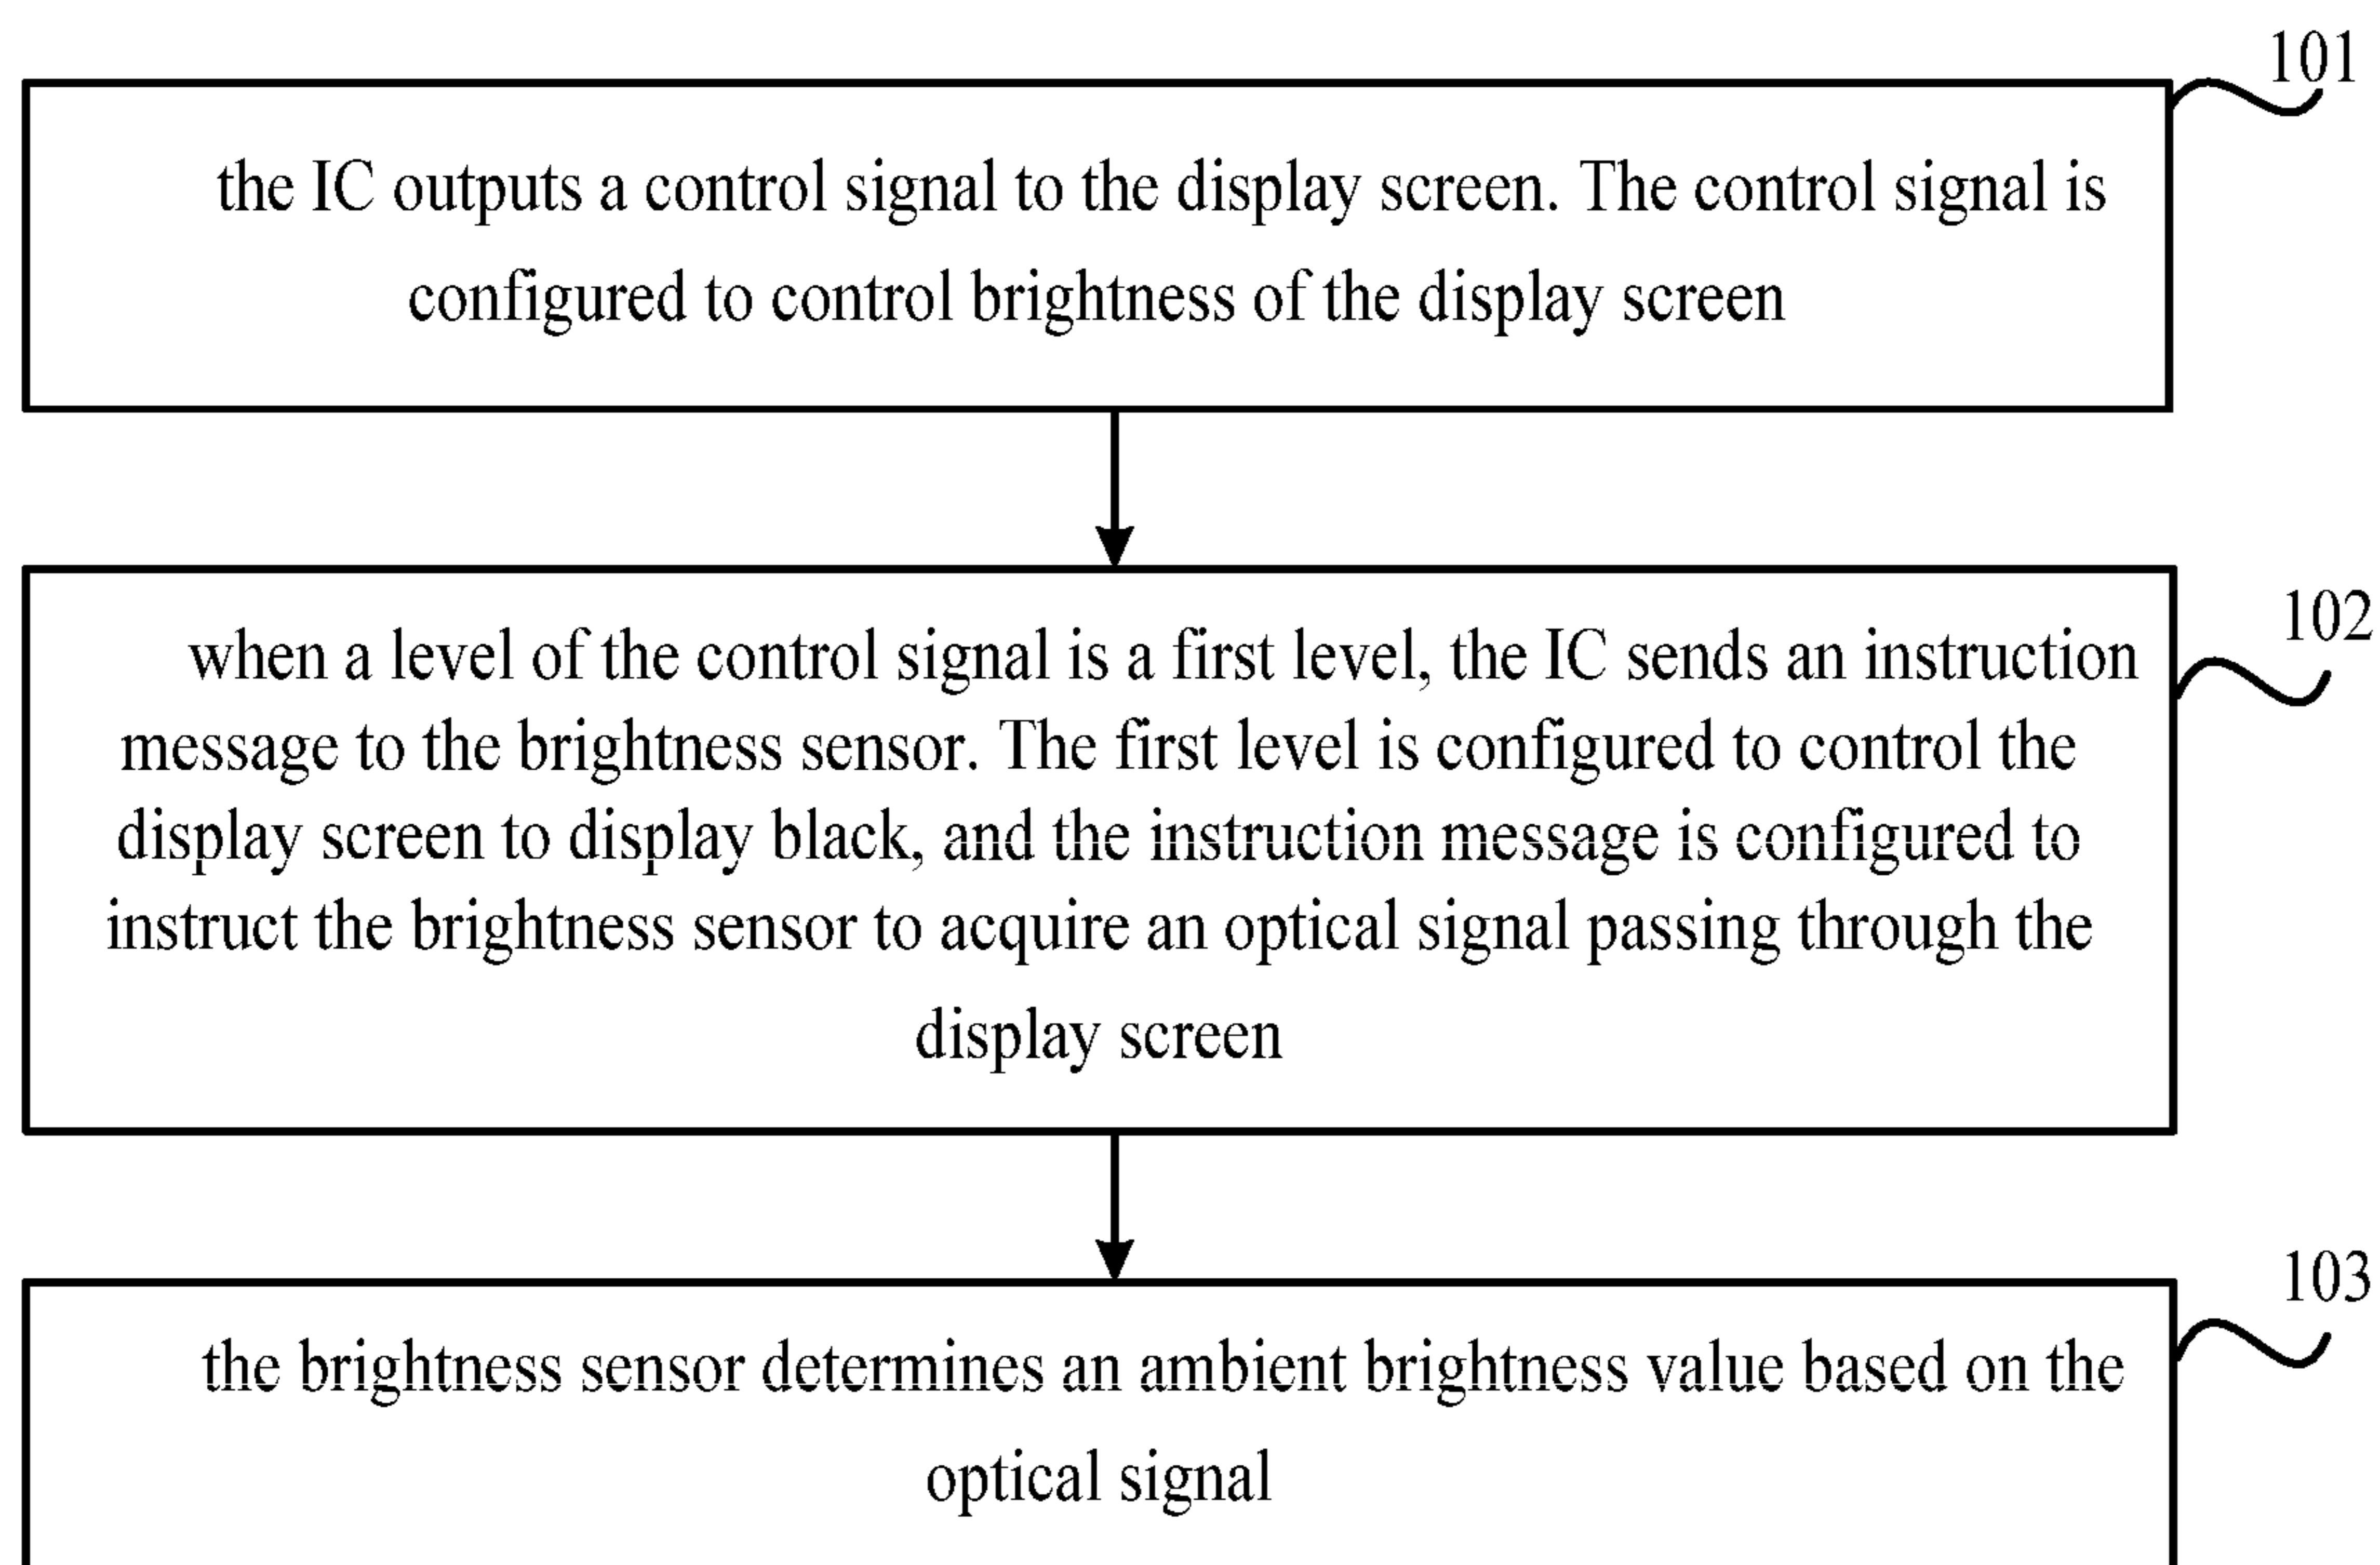 101
the IC outputs a control signal to the display screen. The control signal is
configured to control brightness of the display screen
102
when a level of the control signal is a first level, the IC sends an instruction
message to the brightness sensor. The first level is configured to control the
display screen to display black, and the instruction message is configured to
instruct the brightness sensor to acquire an optical signal passing through the
display screen
103
the brightness sensor determines an ambient brightness value based on the
optical signal